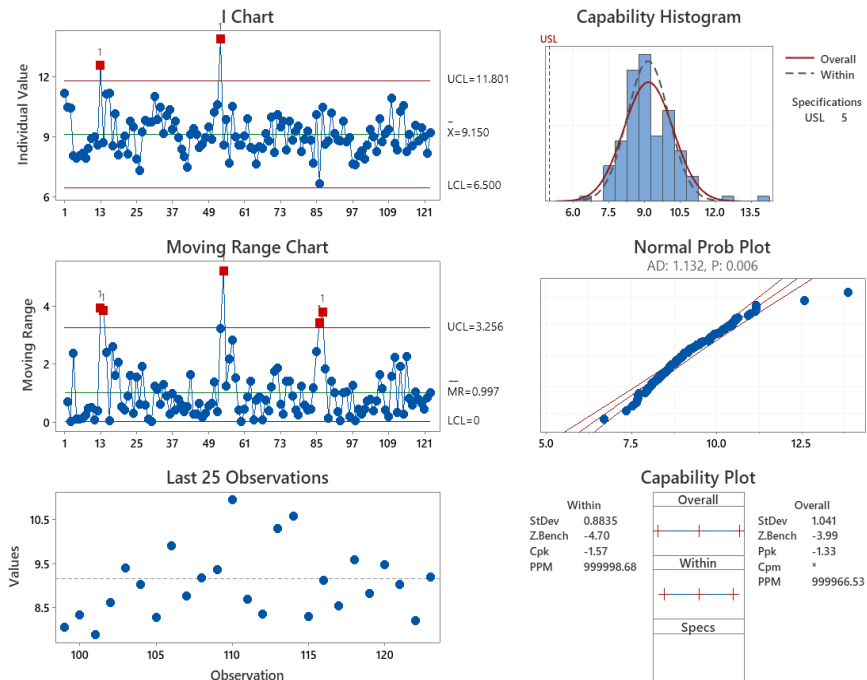 I Chart
1
1
Individual Value
12
9
6
UCL=11.801
_
X=9.150
LCL=6.500
1 13 25 37 49 61 73 85 97 109 121
Capability Histogram
USL
Overall
Within
Specifications
USL 5
6.0 7.5 9.0 10.5 12.0 13.5
Moving Range Chart
1
1
1
1
Moving Range
4
2
0
UCL=3.256
__
MR=0.997
LCL=0
1 13 25 37 49 61 73 85 97 109 121
Normal Prob Plot
AD: 1.132, P: 0.006
5.0 7.5 10.0 12.5
Last 25 Observations
Values
10.5
9.5
8.5
100 105 110 115 120
Observation
Capability Plot
Within
StDev 0.8835
Z.Bench -4.70
Cpk -1.57
PPM 999998.68
Overall
Within
Specs
Overall
StDev 1.041
Z.Bench -3.99
Ppk -1.33
Cpm *
PPM 999966.53